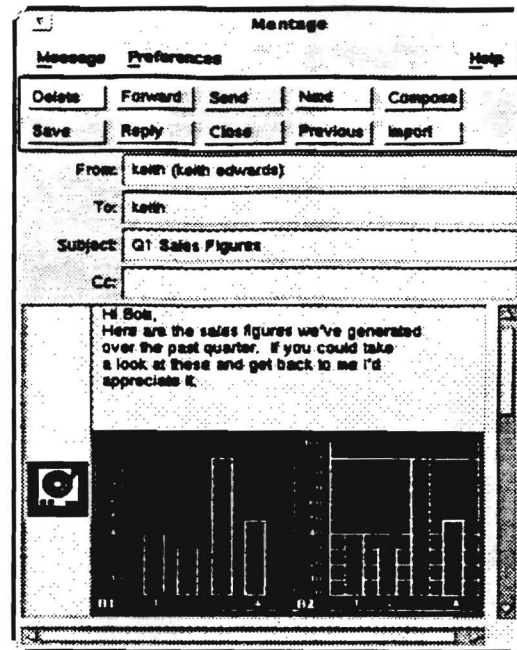 Montage
Message Preferences Help
Delete Forward Send Next Compose
Save Reply Close Previous Import
From: keith (keith edwards)
To: keith
Subject: Q1 Sales Figures
Cc:
Hi Bob,
Here are the sales figures we've generated
over the past quarter. If you could take
a look at these and get back to me I'd
appreciate it.
B1 B2